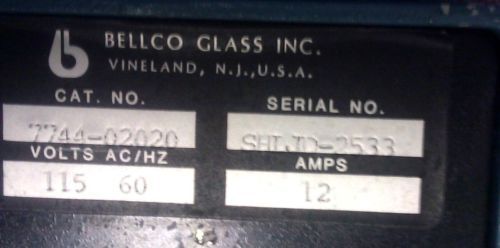 BELLCO GLASS INC.
VINELAND, N.J., U.S.A.
CAT. NO. SERIAL NO.
7744-02020
VOLTS AC/HZ AMPS
115 60 12